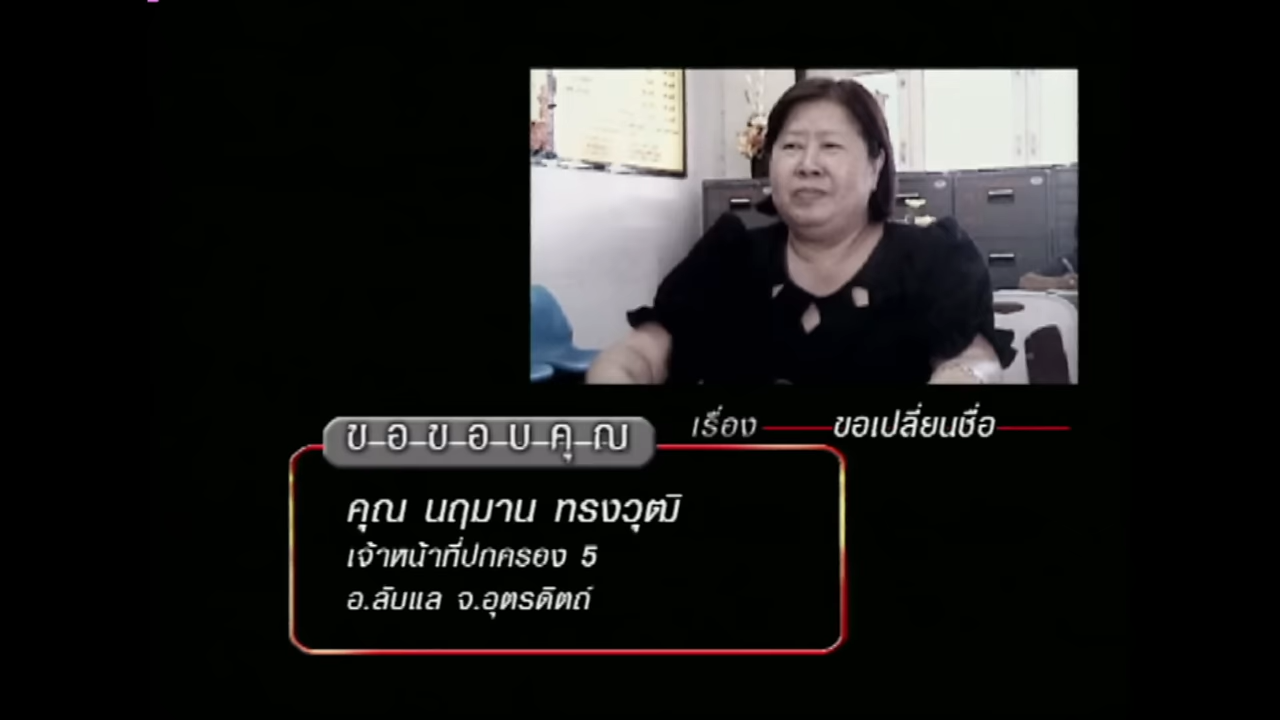 เรื่อง ขอเปลี่ยนชื่อ
ขอขอบคุณ
คุณ นฤมาน ทรงวุฒิ
เจ้าหน้าที่ปกครอง 5
อ.ลับแล จ.อุตรดิตถ์